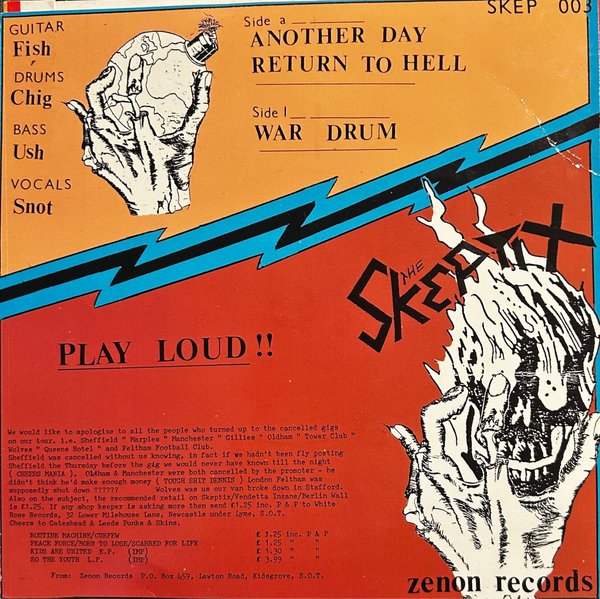 SKEP 003
GUITAR
Fish
DRUMS
Chig
BASS
Ush
VOCALS
Snot
Side a
ANOTHER DAY
RETURN TO HELL
Side 1
WAR DRUM
THE
SKEPTIX
PLAY LOUD!!
We would like to apologize to all the people who turned up to the cancelled gigs
on our tour, i.e. Sheffield " Marples " Manchester " Gillies " Oldham " Tower Club "
Wolves " Queens Hotel " and Feltham Football Club.
Sheffield was cancelled without us knowing, in fact if we hadn't been fly posting
Sheffield the Thursday before the gig we would never have known till the night
( CHEERS MARIA ). Oldham & Manchester were both cancelled by the promoter - he
didn't think he'd make enough money ( TOUGH SHIT DENNIS ) London Feltham was
supposedly shut down ?????? Wolves was us our van broke down in Stafford.
Also on the subject, the recommended retail on Skeptix/Vendetta Insane/Berlin Wall
is £1.25. If any shop keeper is asking more then send £1.25 inc. P & P to White
Rose Records, 32 Lower Milehouse Lane, Newcastle under Lyme, S.O.T.
Cheers to Gateshead & Leeds Punks & Skins.
ROUTINE MACHINE/CURFEW £ 1.25 inc. P & P
PEACE FORCE/BORN TO LOSE/SCARRED FOR LIFE £ 1.25 " "
KIDS ARE UNITED E.P. (IMP) £ 1.30 " "
SO THE YOUTH L.P. (IMP) £ 3.99 " "
From: Zenon Records P.O. Box 459, Lawton Road, Kidsgrove, S.O.T.
zenon records